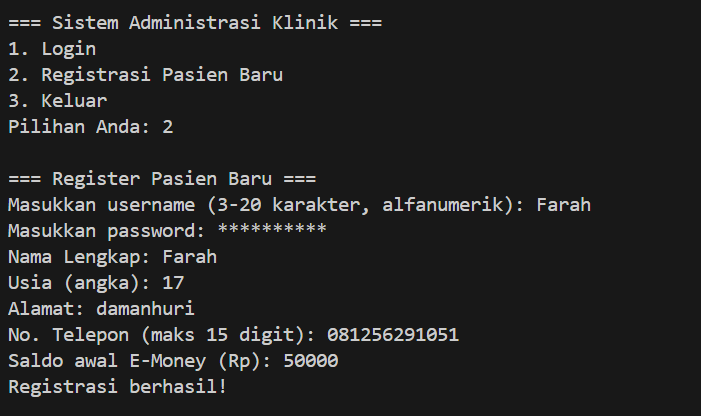 === Sistem Administrasi Klinik ===
1. Login
2. Registrasi Pasien Baru
3. Keluar
Pilihan Anda: 2

=== Register Pasien Baru ===
Masukkan username (3-20 karakter, alfanumerik): Farah
Masukkan password: **********
Nama Lengkap: Farah
Usia (angka): 17
Alamat: damanhuri
No. Telepon (maks 15 digit): 081256291051
Saldo awal E-Money (Rp): 50000
Registrasi berhasil!